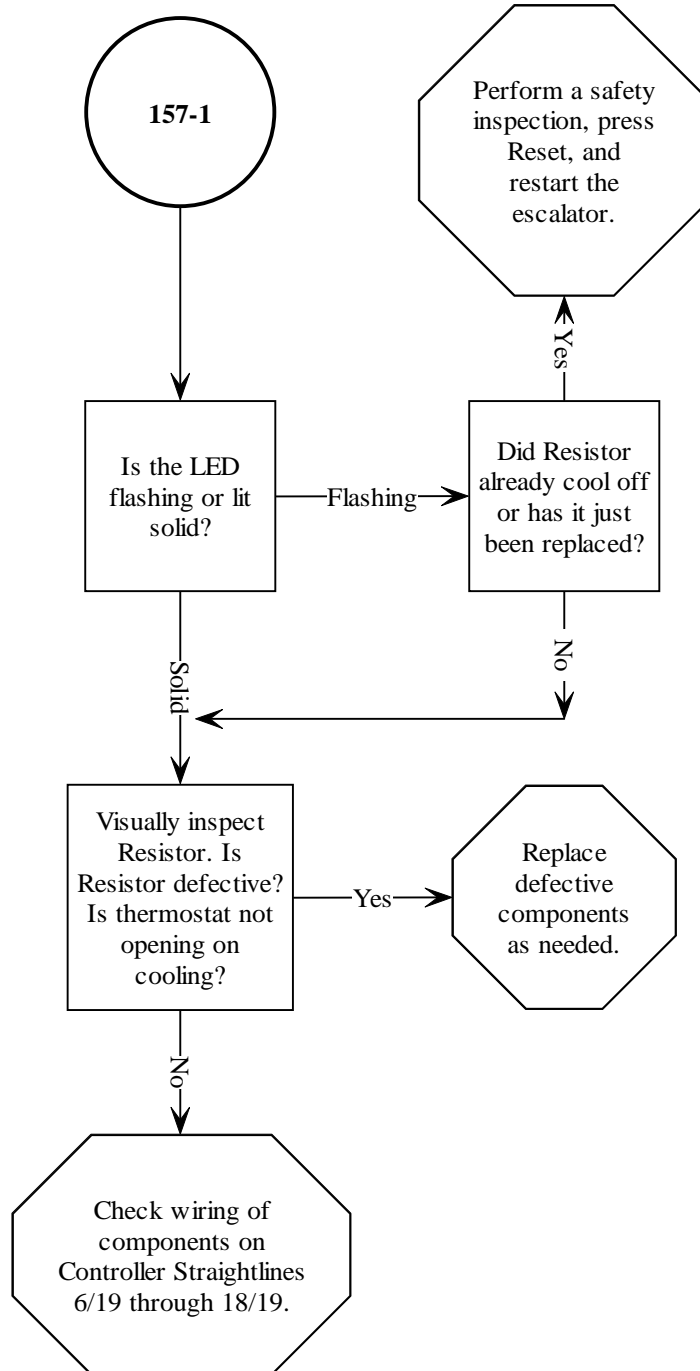 157-1
Perform a safety
inspection, press
Reset, and
restart the
escalator.
Yes
Is the LED
flashing or lit
solid?
Flashing
Did Resistor
already cool off
or has it just
been replaced?
No
Solid
Visually inspect
Resistor. Is
Resistor defective?
Is thermostat not
opening on
cooling?
Yes
Replace
defective
components
as needed.
No
Check wiring of
components on
Controller Straightlines
6/19 through 18/19.